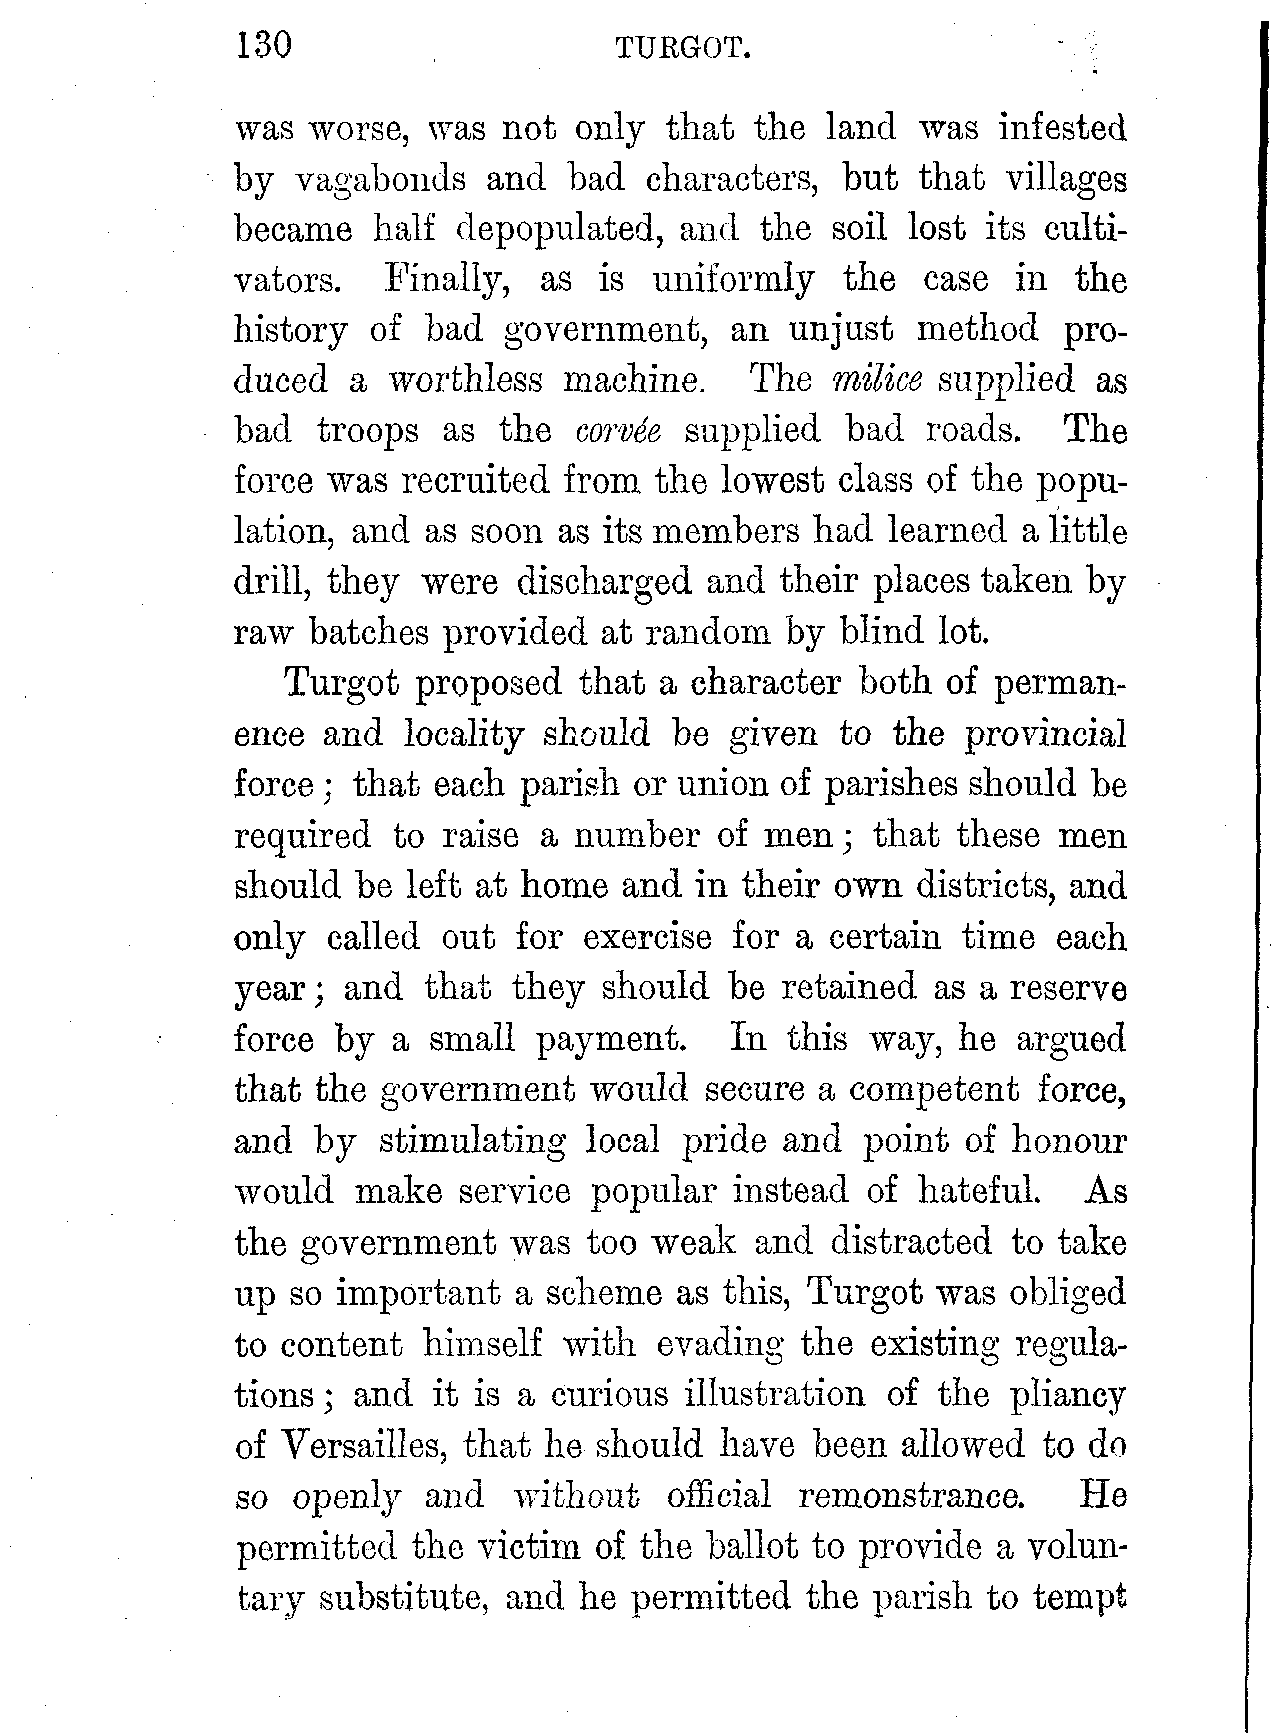 130 TURGOT.
was worse, was not only that the land was infested
by vagabonds and bad characters, but that villages
became half depopulated, and the soil lost its culti-
vators. Finally, as is uniformly the case in the
history of bad government, an unjust method pro-
duced a worthless machine. The milice supplied as
bad troops as the corvée supplied bad roads. The
force was recruited from the lowest class of the popu-
lation, and as soon as its members had learned a little
drill, they were discharged and their places taken by
raw batches provided at random by blind lot.
Turgot proposed that a character both of perman-
ence and locality should be given to the provincial
force; that each parish or union of parishes should be
required to raise a number of men; that these men
should be left at home and in their own districts, and
only called out for exercise for a certain time each
year; and that they should be retained as a reserve
force by a small payment. In this way, he argued
that the government would secure a competent force,
and by stimulating local pride and point of honour
would make service popular instead of hateful. As
the government was too weak and distracted to take
up so important a scheme as this, Turgot was obliged
to content himself with evading the existing regula-
tions; and it is a curious illustration of the pliancy
of Versailles, that he should have been allowed to do
so openly and without official remonstrance. He
permitted the victim of the ballot to provide a volun-
tary substitute, and he permitted the parish to tempt